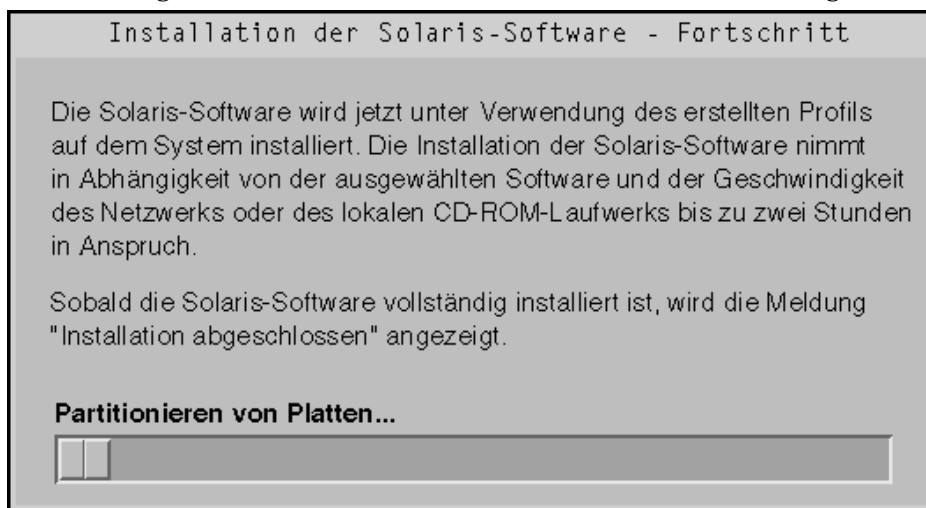 Installation der Solaris-Software - Fortschritt
Die Solaris-Software wird jetzt unter Verwendung des erstellten Profils
auf dem System installiert. Die Installation der Solaris-Software nimmt
in Abhängigkeit von der ausgewählten Software und der Geschwindigkeit
des Netzwerks oder des lokalen CD-ROM-Laufwerks bis zu zwei Stunden
in Anspruch.
Sobald die Solaris-Software vollständig installiert ist, wird die Meldung
"Installation abgeschlossen" angezeigt.
Partitionieren von Platten...